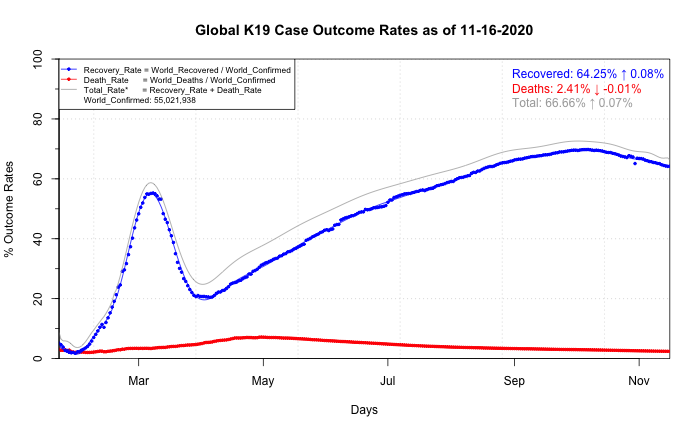 Global K19 Case Outcome Rates as of 11-16-2020
Recovery_Rate = World_Recovered / World_Confirmed
Death_Rate = World_Deaths / World_Confirmed
Total_Rate* = Recovery_Rate + Death_Rate
World_Confirmed: 55,021,938
Recovered: 64.25% ↑ 0.08%
Deaths: 2.41% ↓ -0.01%
Total: 66.66% ↑ 0.07%
% Outcome Rates
100
80
60
40
20
0
Mar May Jul Sep Nov
Days